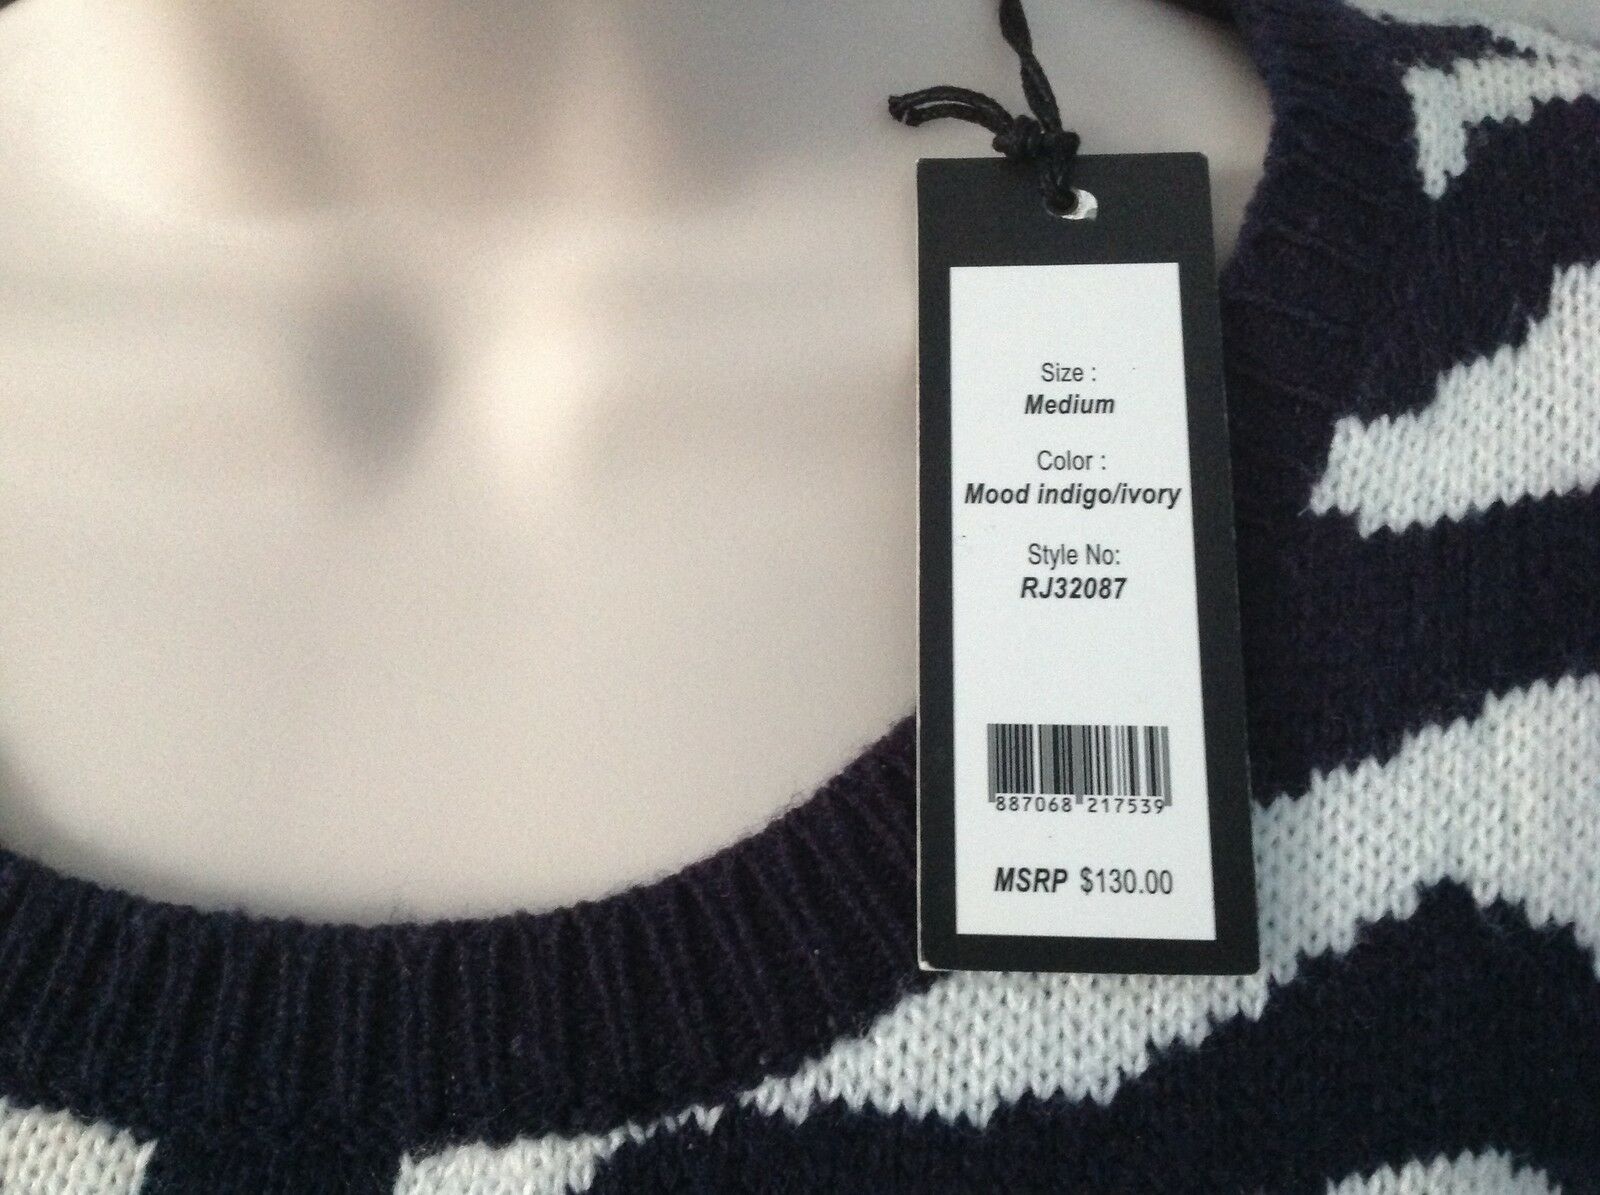 Size :
Medium
Color :
Mood indigo/ivory
Style No:
RJ32087
887068 217539
MSRP $130.00